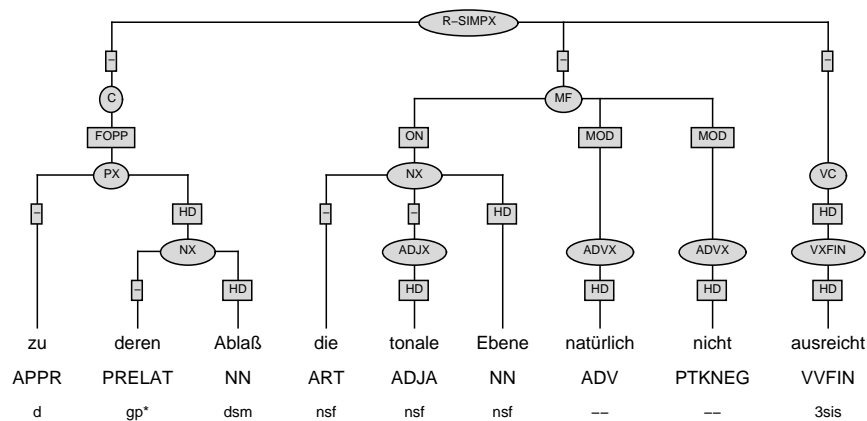 R−SIMPX
− − −
C MF
FOPP ON MOD MOD
PX NX VC
− HD − − HD HD
NX ADJX ADVX ADVX VXFIN
− HD HD HD HD HD
zu deren Ablaß die tonale Ebene natürlich nicht ausreicht
APPR PRELAT NN ART ADJA NN ADV PTKNEG VVFIN
d gp* dsm nsf nsf nsf −− −− 3sis